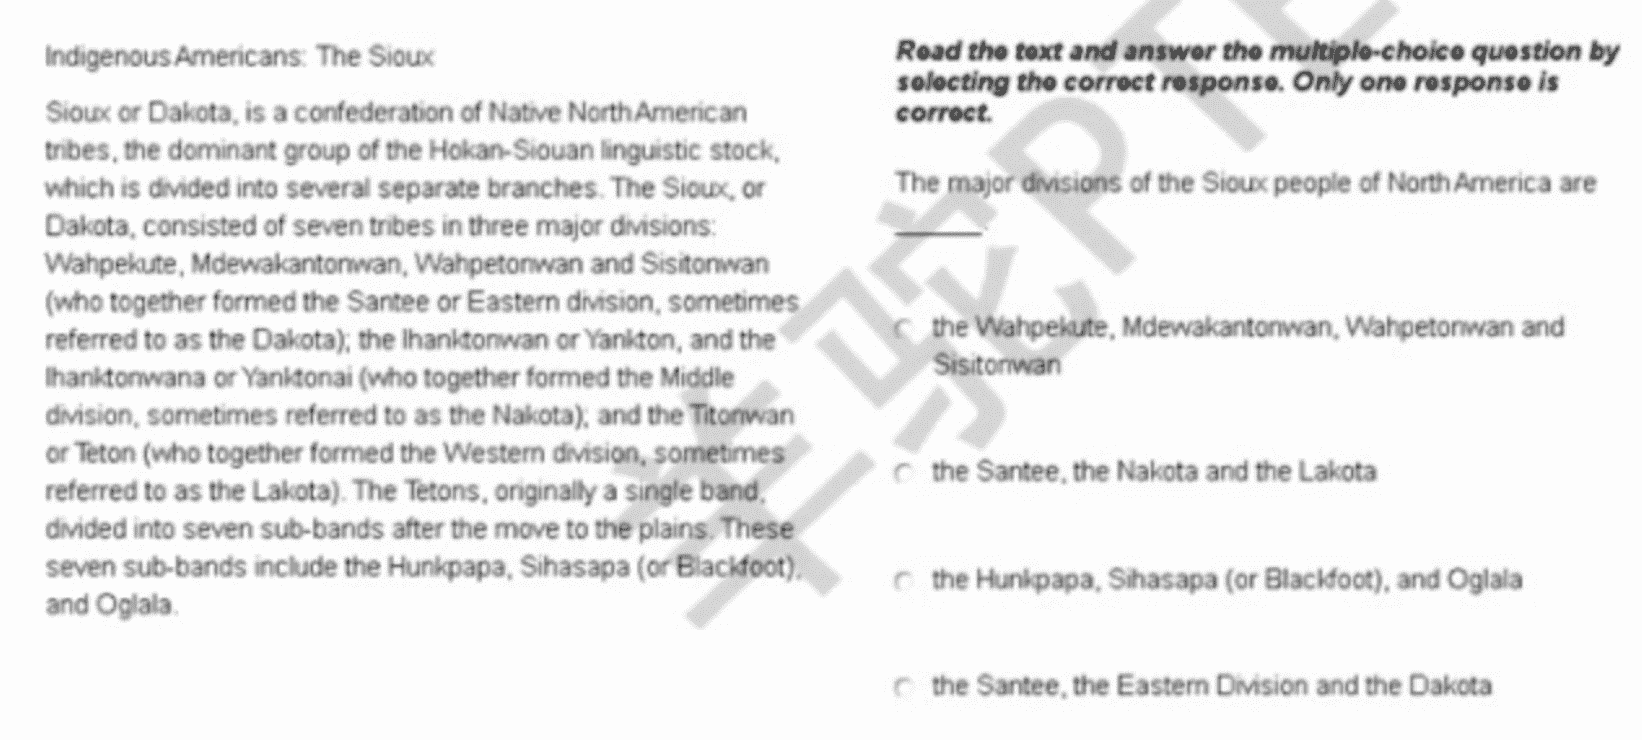 Indigenous Americans: The Sioux
Sioux or Dakota, is a confederation of Native North American
tribes, the dominant group of the Hokan-Siouan linguistic stock,
which is divided into several separate branches. The Sioux, or
Dakota, consisted of seven tribes in three major divisions:
Wahpekute, Mdewakantonwan, Wahpetonwan and Sisitonwan
(who together formed the Santee or Eastern division, sometimes
referred to as the Dakota); the Ihanktonwan or Yankton, and the
Ihanktonwana or Yanktonai (who together formed the Middle
division, sometimes referred to as the Nakota); and the Titonwan
or Teton (who together formed the Western division, sometimes
referred to as the Lakota). The Tetons, originally a single band,
divided into seven sub-bands after the move to the plains. These
seven sub-bands include the Hunkpapa, Sihasapa (or Blackfoot),
and Oglala.
Read the text and answer the multiple-choice question by
selecting the correct response. Only one response is
correct.
The major divisions of the Sioux people of North America are
the Wahpekute, Mdewakantonwan, Wahpetonwan and
Sisitonwan
the Santee, the Nakota and the Lakota
the Hunkpapa, Sihasapa (or Blackfoot), and Oglala
the Santee, the Eastern Division and the Dakota
羊驼PTE